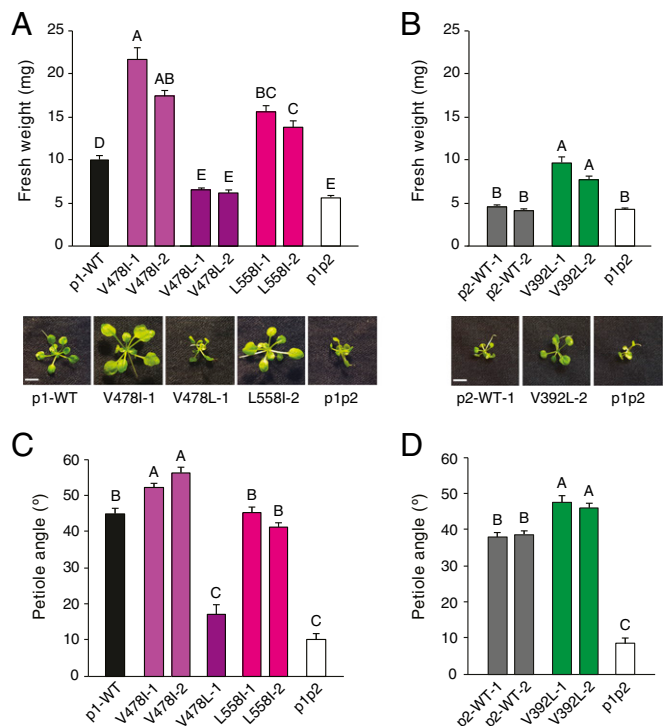 A
B
Fresh weight (mg)
25
20
15
10
5
0
D
A
AB
E
E
BC
C
E
p1-WT
V478I-1
V478I-2
V478L-1
V478L-2
L558I-1
L558I-2
p1p2
Fresh weight (mg)
25
20
15
10
5
0
B
B
A
A
B
p2-WT-1
p2-WT-2
V392L-1
V392L-2
p1p2
p1-WT
V478I-1
V478L-1
L558I-2
p1p2
p2-WT-1
V392L-2
p1p2
C
D
Petiole angle (°)
60
50
40
30
20
10
0
B
A
A
C
B
B
C
p1-WT
V478I-1
V478I-2
V478L-1
L558I-1
L558I-2
p1p2
Petiole angle (°)
60
50
40
30
20
10
0
B
B
A
A
C
p2-WT-1
p2-WT-2
V392L-1
V392L-2
p1p2